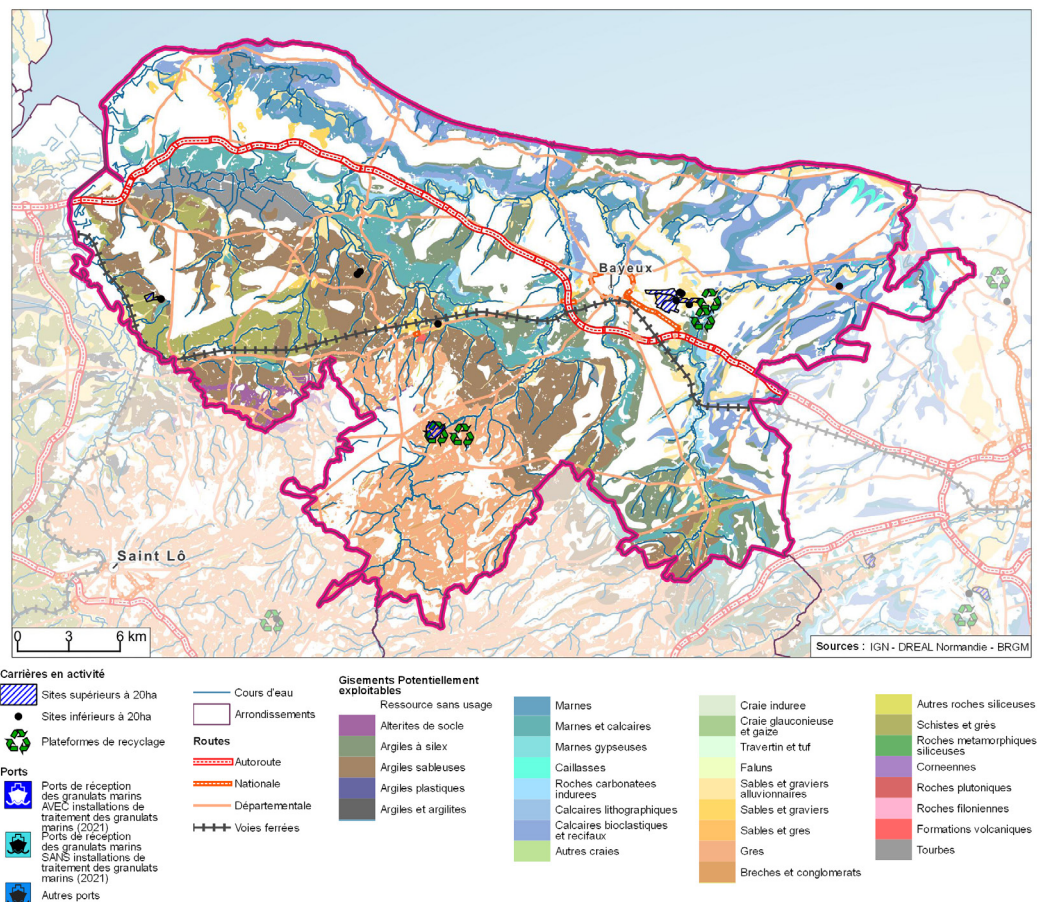 Bayeux
Saint Lô
0 3 6 km
Sources : IGN - DREAL Normandie - BRGM
Carrières en activité
Sites supérieurs à 20ha
Sites inférieurs à 20ha
Plateformes de recyclage
Ports
Ports de réception
des granulats marins
AVEC installations de
traitement des granulats
marins (2021)
Ports de réception
des granulats marins
SANS installations de
traitement des granulats
marins (2021)
Autres ports
Cours d'eau
Arrondissements
Routes
Autoroute
Nationale
Départementale
Voies ferrées
Gisements Potentiellement
exploitables
Ressource sans usage
Alterites de socle
Argiles à silex
Argiles sableuses
Argiles plastiques
Argiles et argilites
Marnes
Marnes et calcaires
Marnes gypseuses
Caillasses
Roches carbonatees
indurees
Calcaires lithographiques
Calcaires bioclastiques
et recifaux
Autres craies
Craie induree
Craie glauconieuse
et gaize
Travertin et tuf
Faluns
Sables et graviers
alluvionnaires
Sables et graviers
Sables et gres
Gres
Breches et conglomerats
Autres roches siliceuses
Schistes et grès
Roches metamorphiques
siliceuses
Corneennes
Roches plutoniques
Roches filoniennes
Formations volcaniques
Tourbes